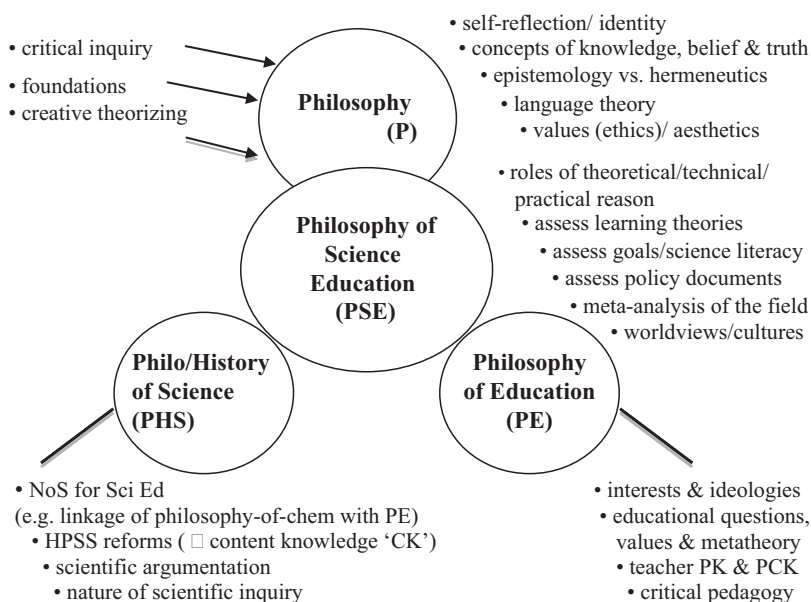 • critical inquiry
• foundations
• creative theorizing
Philosophy
(P)
• self-reflection/ identity
• concepts of knowledge, belief & truth
• epistemology vs. hermeneutics
• language theory
• values (ethics)/ aesthetics
Philosophy of
Science
Education
(PSE)
• roles of theoretical/technical/
practical reason
• assess learning theories
• assess goals/science literacy
• assess policy documents
• meta-analysis of the field
• worldviews/cultures
Philo/History
of Science
(PHS)
Philosophy
of Education
(PE)
• NoS for Sci Ed
(e.g. linkage of philosophy-of-chem with PE)
• HPSS reforms ( □ content knowledge ‘CK’)
• scientific argumentation
• nature of scientific inquiry
• interests & ideologies
• educational questions,
values & metatheory
• teacher PK & PCK
• critical pedagogy